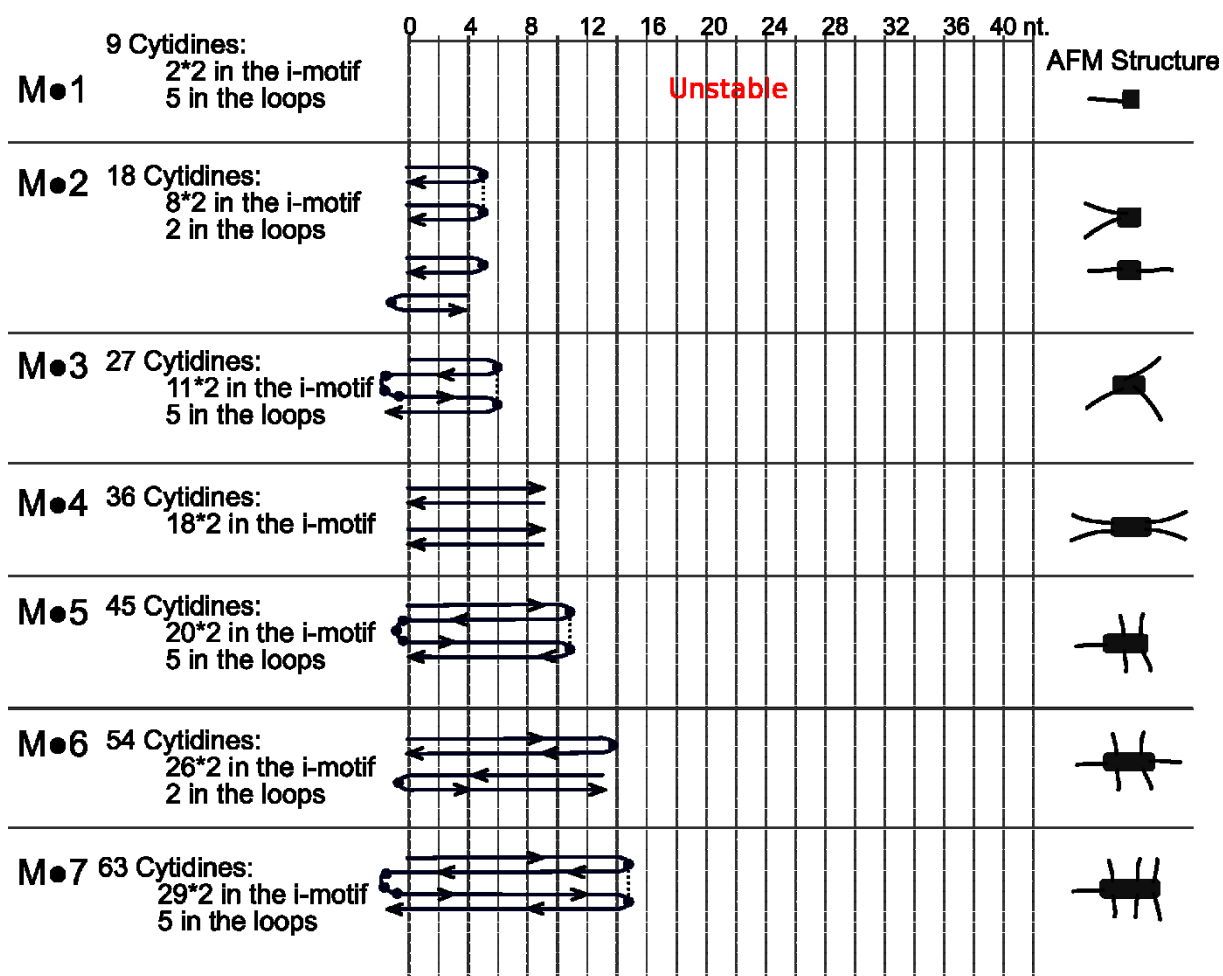 0 4 8 12 16 20 24 28 32 36 40 nt.
AFM Structure
M●1 9 Cytidines:
2*2 in the i-motif
5 in the loops
Unstable
M●2 18 Cytidines:
8*2 in the i-motif
2 in the loops
M●3 27 Cytidines:
11*2 in the i-motif
5 in the loops
M●4 36 Cytidines:
18*2 in the i-motif
M●5 45 Cytidines:
20*2 in the i-motif
5 in the loops
M●6 54 Cytidines:
26*2 in the i-motif
2 in the loops
M●7 63 Cytidines:
29*2 in the i-motif
5 in the loops